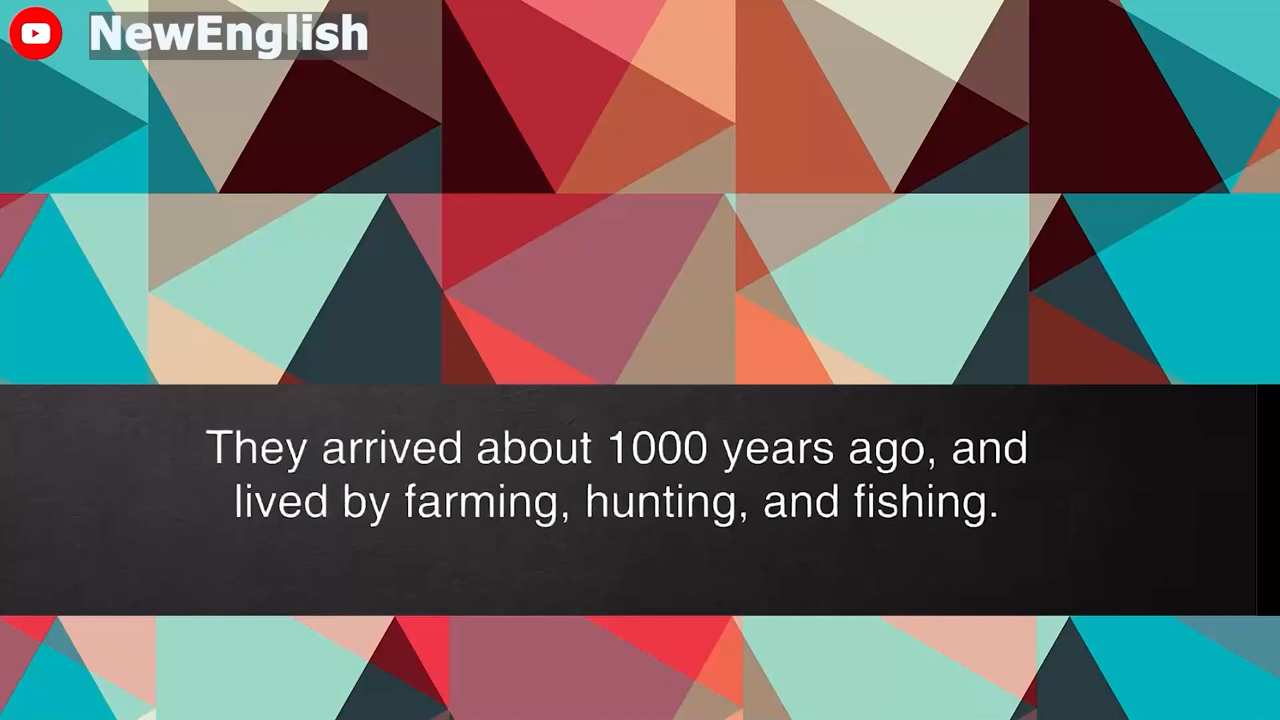 NewEnglish
They arrived about 1000 years ago, and
lived by farming, hunting, and fishing.